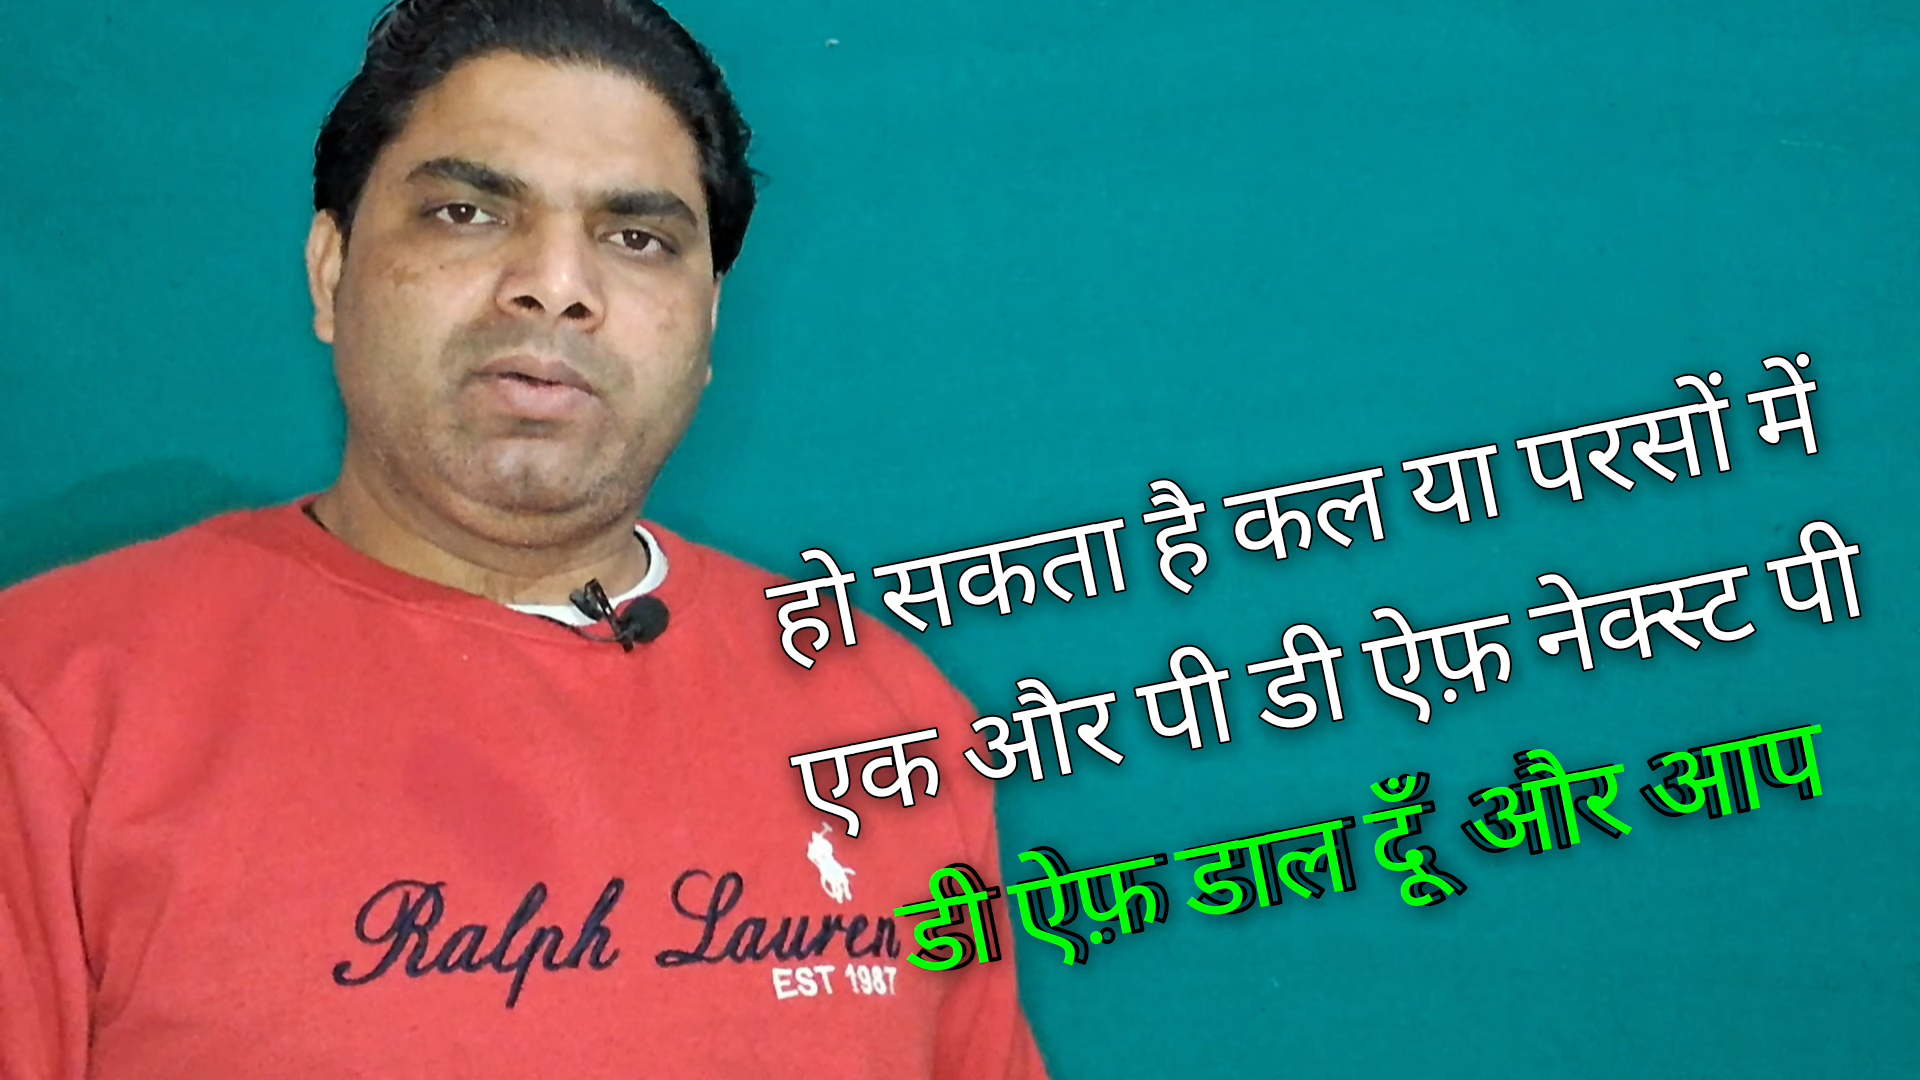 हो सकता है कल या परसों में
एक और पी डी ऐफ़ नेक्स्ट पी
डी ऐफ़ डाल दूँ और आप
Ralph Lauren
EST 1987